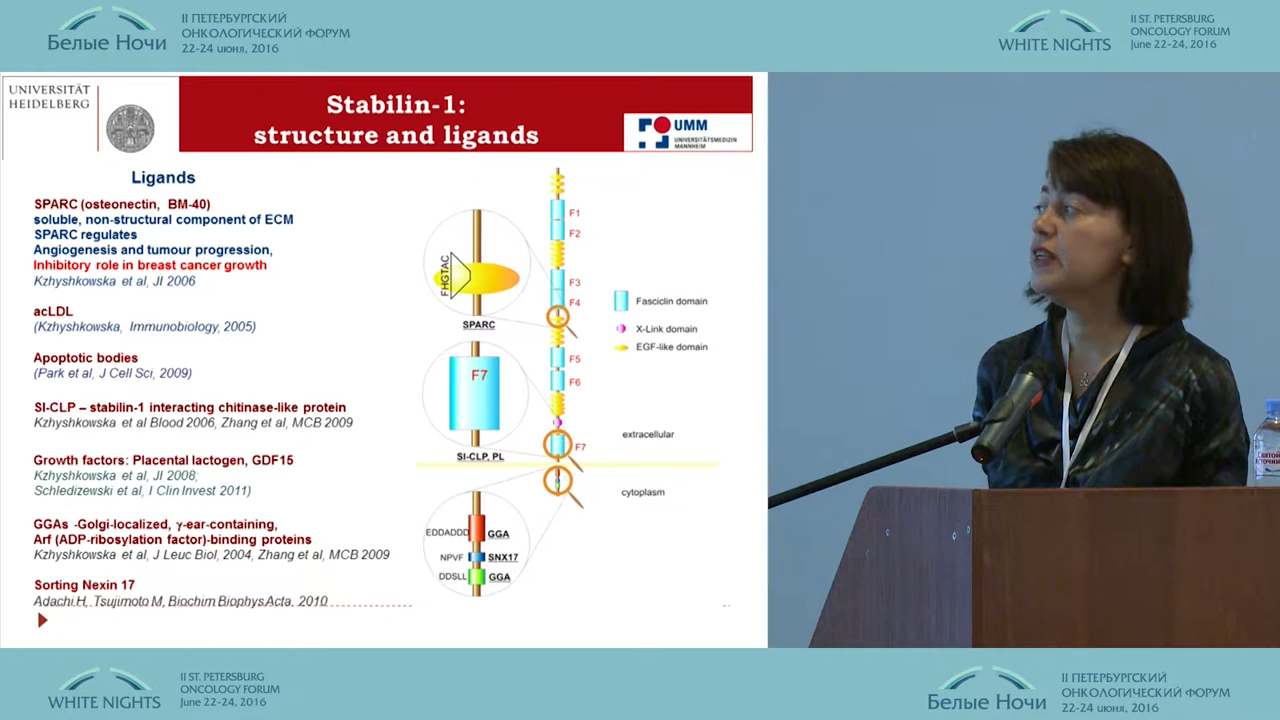 II ПЕТЕРБУРГСКИЙ
ОНКОЛОГИЧЕСКИЙ ФОРУМ
22-24 июня, 2016
Белые Ночи
II ST. PETERSBURG
ONCOLOGY FORUM
June 22-24, 2016
WHITE NIGHTS
UNIVERSITÄT
HEIDELBERG
Stabilin-1:
structure and ligands
UMM
UNIVERSITÄTSMEDIZIN
MANNHEIM
Ligands
SPARC (osteonectin, BM-40)
soluble, non-structural component of ECM
SPARC regulates
Angiogenesis and tumour progression,
Inhibitory role in breast cancer growth
Kzhyshkowska et al, JI 2006
acLDL
(Kzhyshkowska, Immunobiology, 2005)
Apoptotic bodies
(Park et al, J Cell Sci, 2009)
SI-CLP – stabilin-1 interacting chitinase-like protein
Kzhyshkowska et al Blood 2006, Zhang et al, MCB 2009
Growth factors: Placental lactogen, GDF15
Kzhyshkowska et al, JI 2008;
Schledizewski et al, I Clin Invest 2011)
GGAs -Golgi-localized, γ-ear-containing,
Arf (ADP-ribosylation factor)-binding proteins
Kzhyshkowska et al, J Leuc Biol, 2004, Zhang et al, MCB 2009
Sorting Nexin 17
Adachi H, Tsujimoto M, Biochim Biophys Acta. 2010
FHGTAC
SPARC
F7
SI-CLP, PL
EDDADDD
GGA
NPVF
SNX17
DDSLL
GGA
F1
F2
F3
F4
F5
F6
F7
Fasciclin domain
X-Link domain
EGF-like domain
extracellular
cytoplasm
WHITE NIGHTS
II ST. PETERSBURG
ONCOLOGY FORUM
June 22-24, 2016
Белые Ночи
II ПЕТЕРБУРГСКИЙ
ОНКОЛОГИЧЕСКИЙ ФОРУМ
22-24 июня, 2016